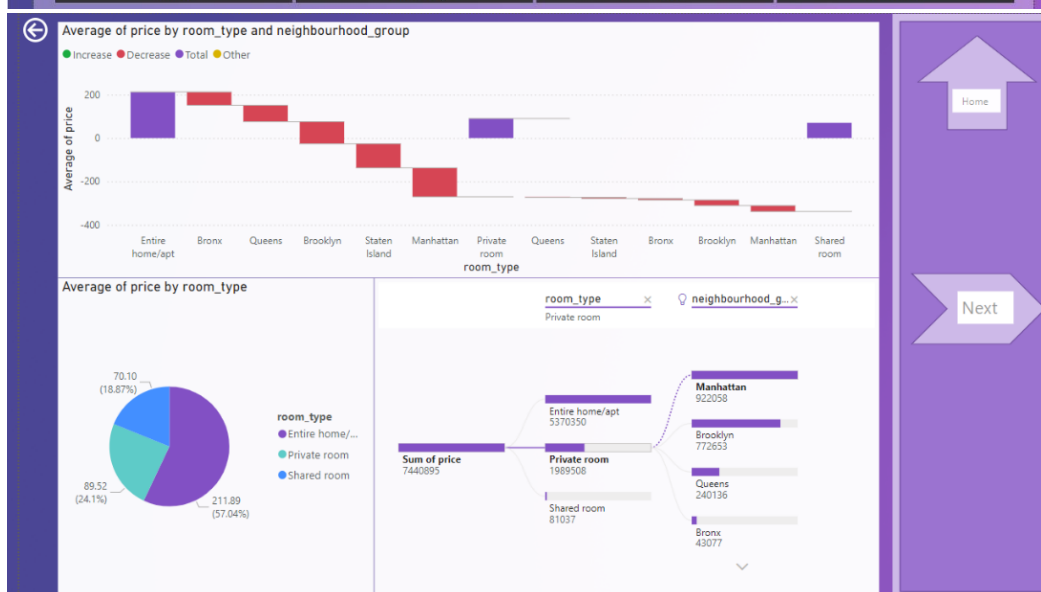 Average of price by room_type and neighbourhood_group
Increase Decrease Total Other
Average of price
200
0
-200
-400
Entire
home/apt
Bronx
Queens
Brooklyn
Staten
Island
Manhattan
Private
room
Queens
Staten
Island
Bronx
Brooklyn
Manhattan
Shared
room
room_type
Home
Next
Average of price by room_type
70.10
(18.87%)
89.52
(24.1%)
211.89
(57.04%)
room_type
Entire home/...
Private room
Shared room
room_type
Private room
neighbourhood_g...
Sum of price
7440895
Entire home/apt
5370350
Private room
1989508
Shared room
81037
Manhattan
922058
Brooklyn
772653
Queens
240136
Bronx
43077